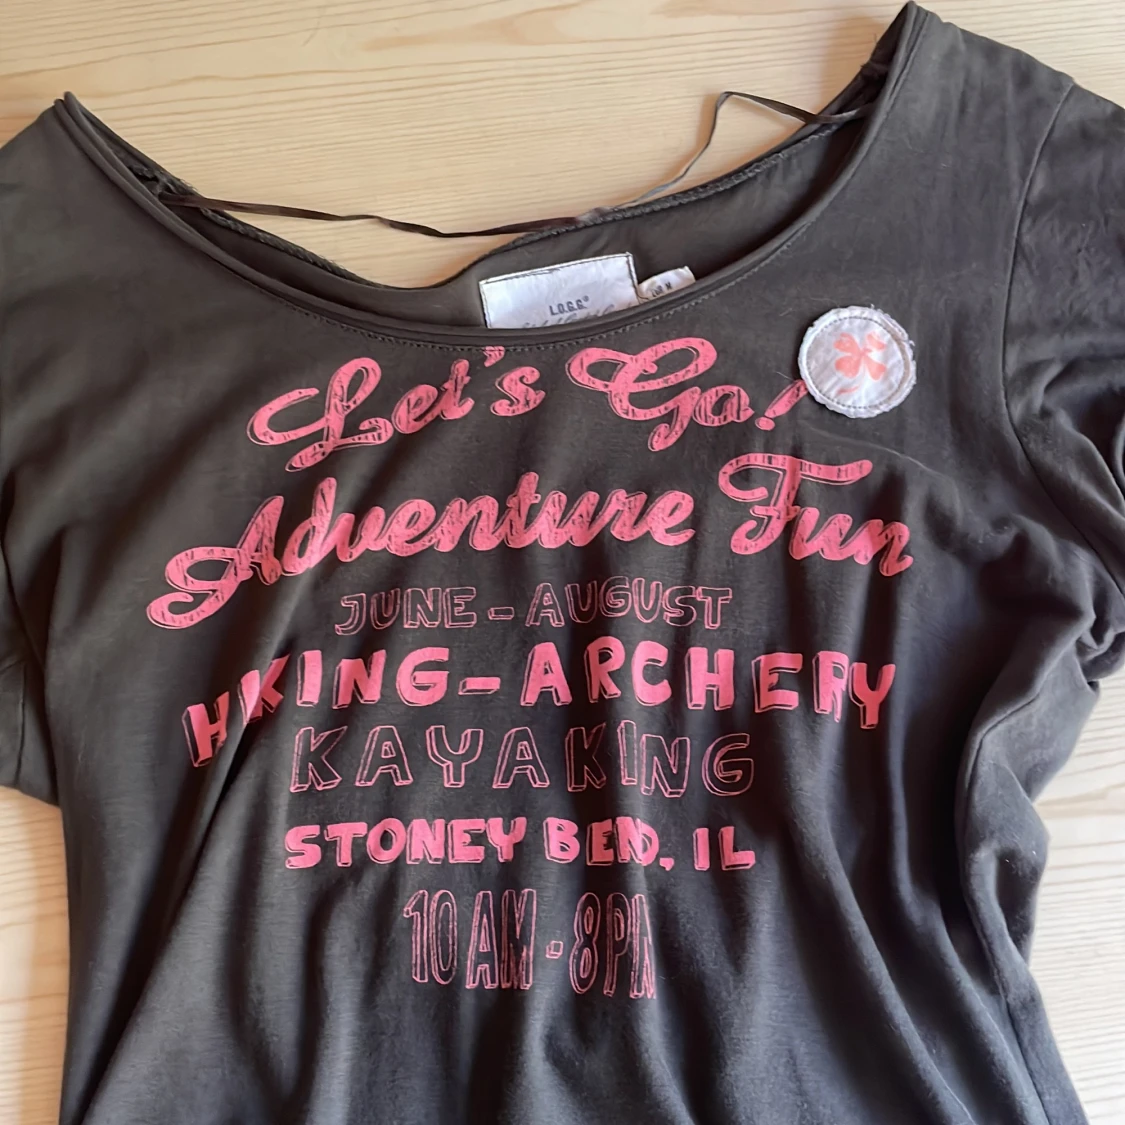 L.O.G.G.®
Let's Go!
Adventure Fun
JUNE - AUGUST
HIKING - ARCHERY
KAYAKING
STONEY BEND, IL
10 AM - 8PM